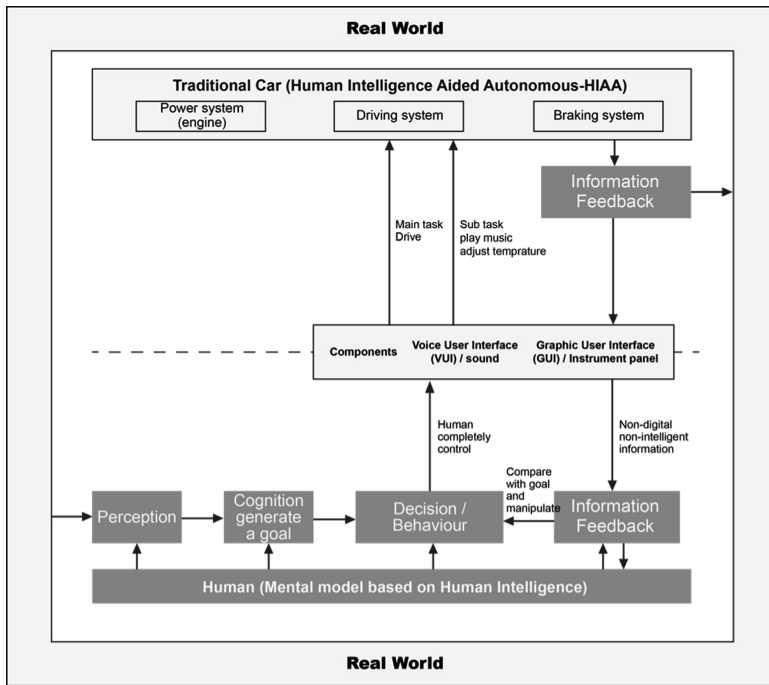 Real World
Traditional Car (Human Intelligence Aided Autonomous-HIAA)
Power system
(engine)
Driving system
Braking system
Information
Feedback
Main task
Drive
Sub task
play music
adjust temprature
Components
Voice User Interface
(VUI) / sound
Graphic User Interface
(GUI) / Instrument panel
Human
completely
control
Non-digital
non-intelligent
information
Compare
with goal
and
manipulate
Perception
Cognition
generate
a goal
Decision /
Behaviour
Information
Feedback
Human (Mental model based on Human Intelligence)
Real World